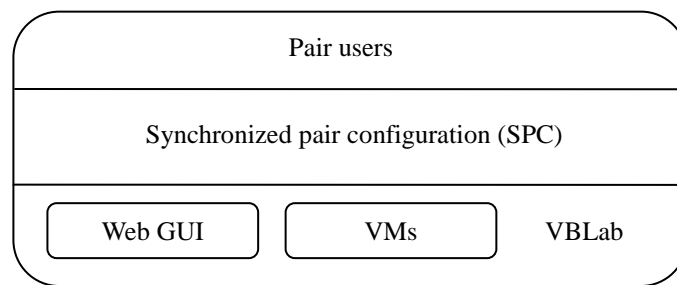 Pair users
Synchronized pair configuration (SPC)
Web GUI VMs VBLab